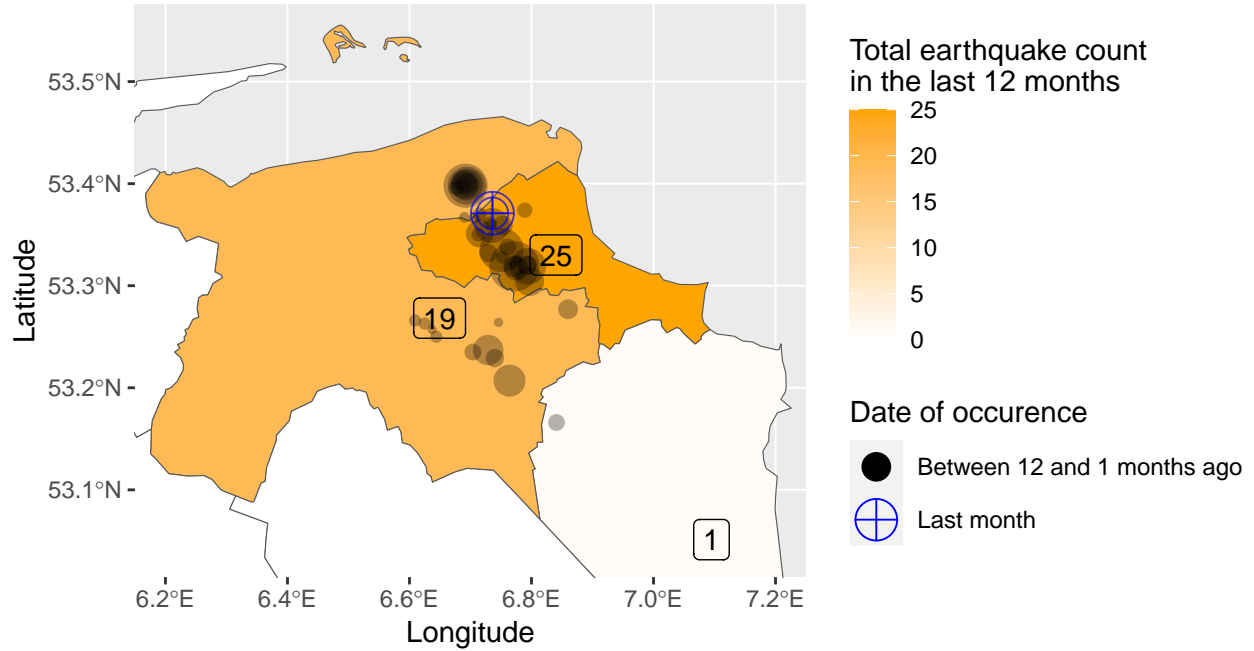 53.5°N
53.4°N
53.3°N
53.2°N
53.1°N
Latitude
25
19
1
6.2°E 6.4°E 6.6°E 6.8°E 7.0°E 7.2°E
Longitude
Total earthquake count
in the last 12 months
25
20
15
10
5
0
Date of occurence
Between 12 and 1 months ago
Last month